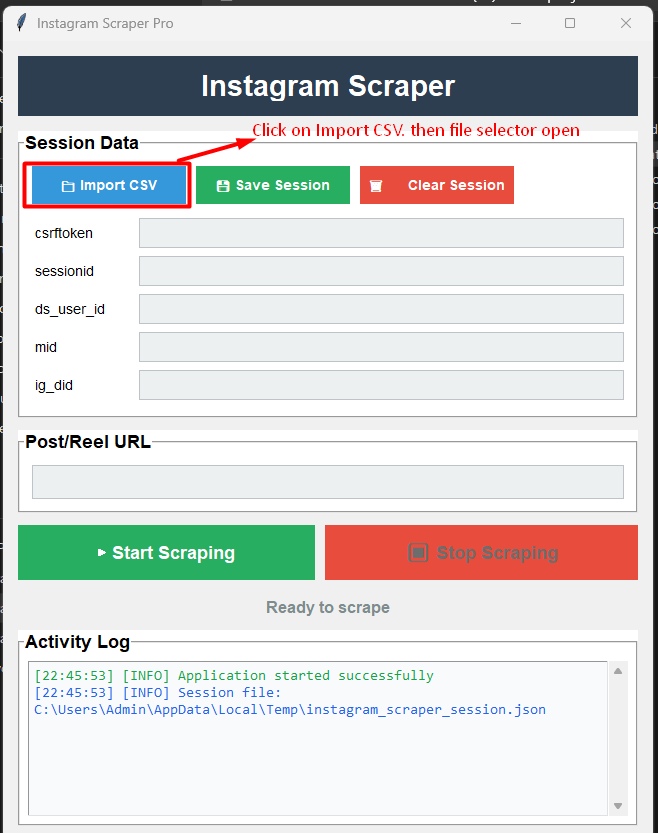 Instagram Scraper Pro
Instagram Scraper
Click on Import CSV. then file selector open
Session Data
Import CSV
Save Session
Clear Session
csrftoken
sessionid
ds_user_id
mid
ig_did
Post/Reel URL
Start Scraping
Stop Scraping
Ready to scrape
Activity Log
[22:45:53] [INFO] Application started successfully
[22:45:53] [INFO] Session file:
C:\Users\Admin\AppData\Local\Temp\instagram_scraper_session.json